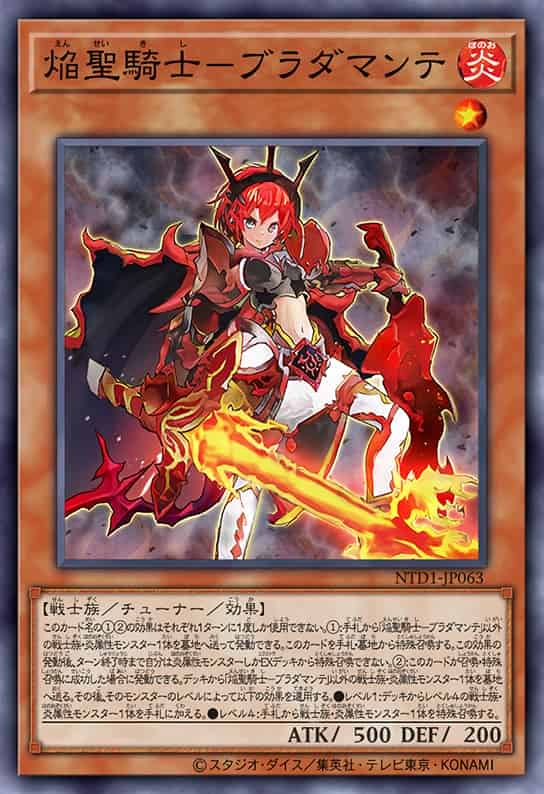 焔聖騎士－ブラダマンテ 炎
NTD1-JP063
【戦士族／チューナー／効果】
このカード名の①②の効果はそれぞれ1ターンに1度しか使用できない。①:手札から「焔聖騎士－ブラダマンテ」以外
の戦士族・炎属性モンスター1体を墓地へ送って発動できる。このカードを手札・墓地から特殊召喚する。この効果の
発動後、ターン終了時まで自分は炎属性モンスターしかEXデッキから特殊召喚できない。②:このカードが召喚・特殊
召喚に成功した場合に発動できる。デッキから「焔聖騎士－ブラダマンテ」以外の戦士族・炎属性モンスター1体を墓地
へ送る。その後、そのモンスターのレベルによって以下の効果を適用する。●レベル1:デッキからレベル4の戦士族・
炎属性モンスター1体を手札に加える。●レベル4:手札から戦士族・炎属性モンスター1体を特殊召喚する。
ATK/ 500 DEF/ 200
©スタジオ・ダイス/集英社・テレビ東京・KONAMI